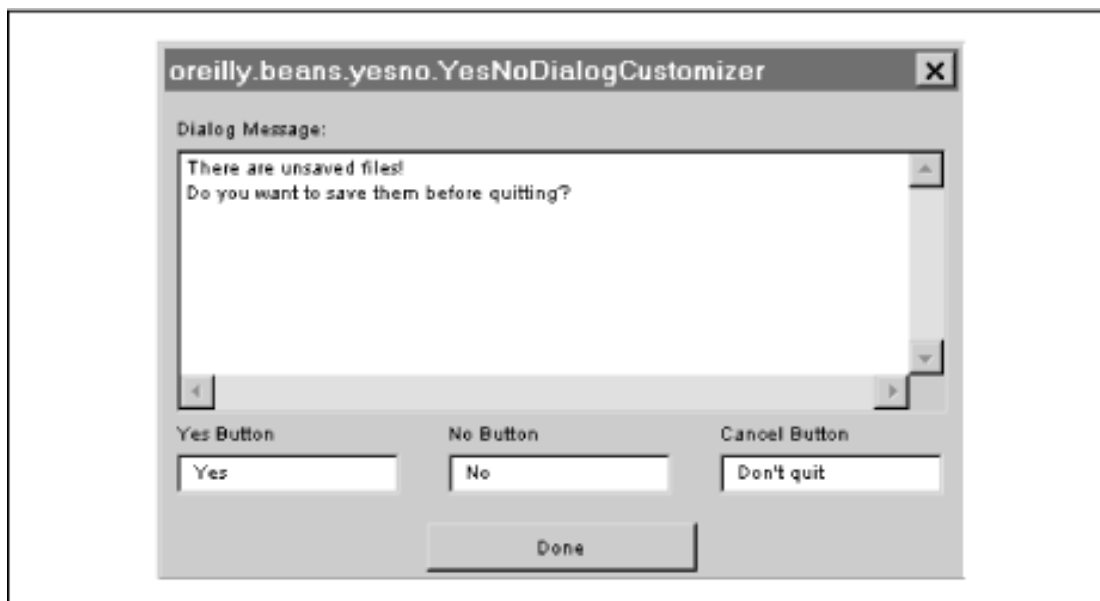 oreilly.beans.yesno.YesNoDialogCustomizer
Dialog Message:
There are unsaved files!
Do you want to save them before quitting?
Yes Button No Button Cancel Button
Yes No Don't quit
Done